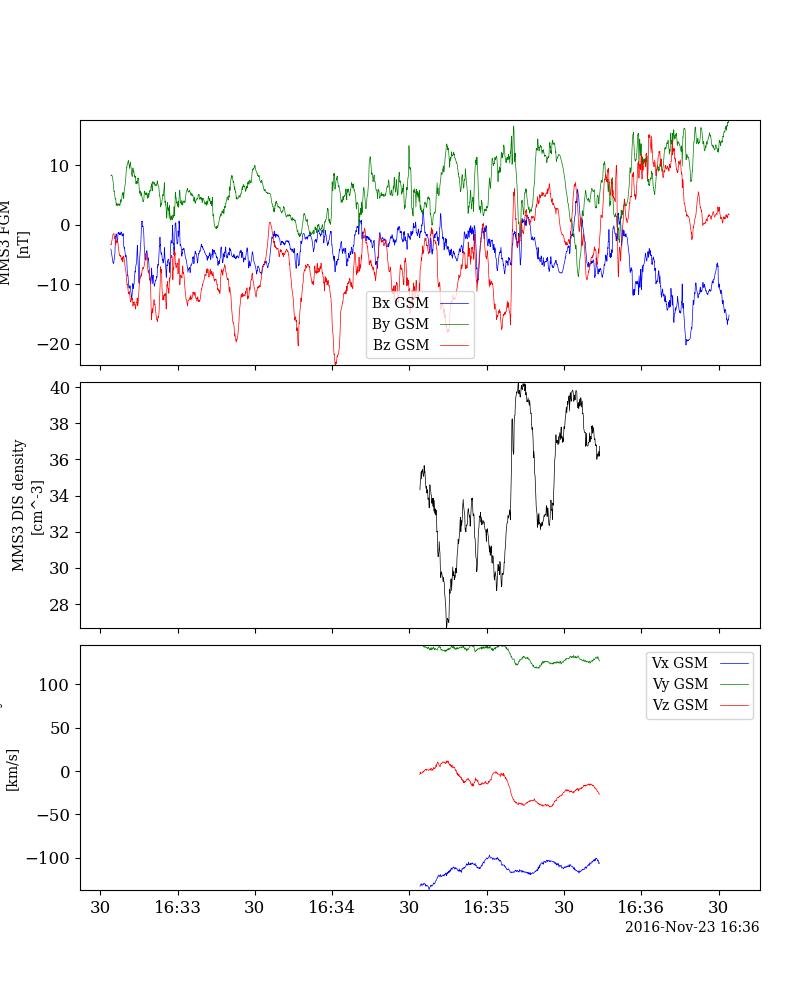 10
0
−10
−20
MMS3 FGM
[nT]
Bx GSM
By GSM
Bz GSM
40
38
36
34
32
30
28
MMS3 DIS density
[cm^-3]
100
50
0
−50
−100
[km/s]
Vx GSM
Vy GSM
Vz GSM
30 16:33 30 16:34 30 16:35 30 16:36 30
2016-Nov-23 16:36